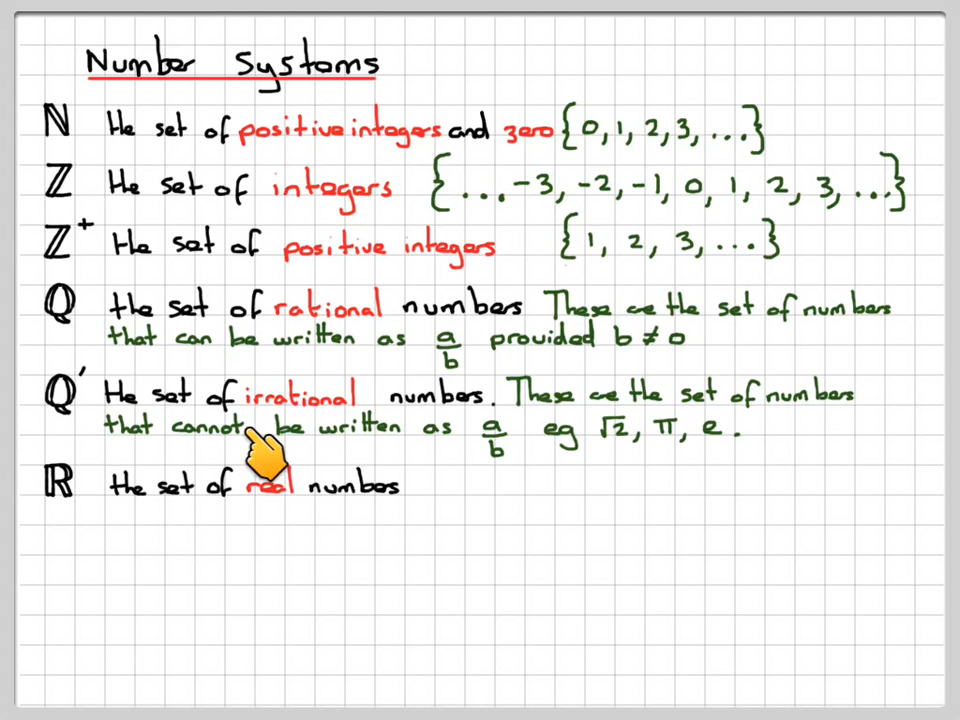 Number Systems
ℕ the set of positive integers and zero {0, 1, 2, 3, ...}
ℤ the set of integers {... -3, -2, -1, 0, 1, 2, 3, ...}
ℤ⁺ the set of positive integers {1, 2, 3, ...}
ℚ the set of rational numbers These are the set of numbers
that can be written as a/b provided b ≠ 0
ℚ' the set of irrational numbers. These are the set of numbers
that cannot be written as a/b eg √2, π, e.
ℝ the set of real numbers